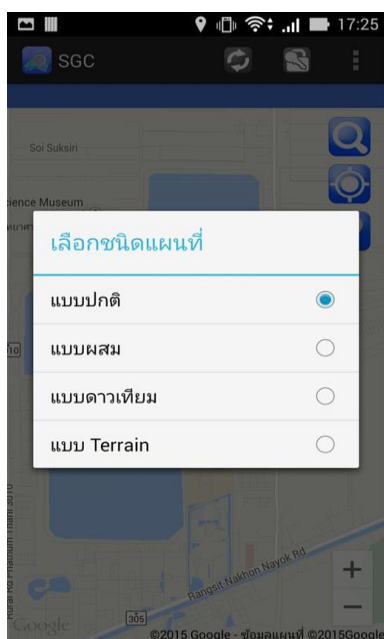 17:25
SGC
Soi Suksiri
ience Museum
เลือกชนิดแผนที่
แบบปกติ
แบบผสม
10
แบบดาวเทียม
แบบ Terrain
Rangsit-Nakhon Nayok Rd
+
305
−
Google
©2015 Google - ข้อมูลแผนที่ ©2015Google